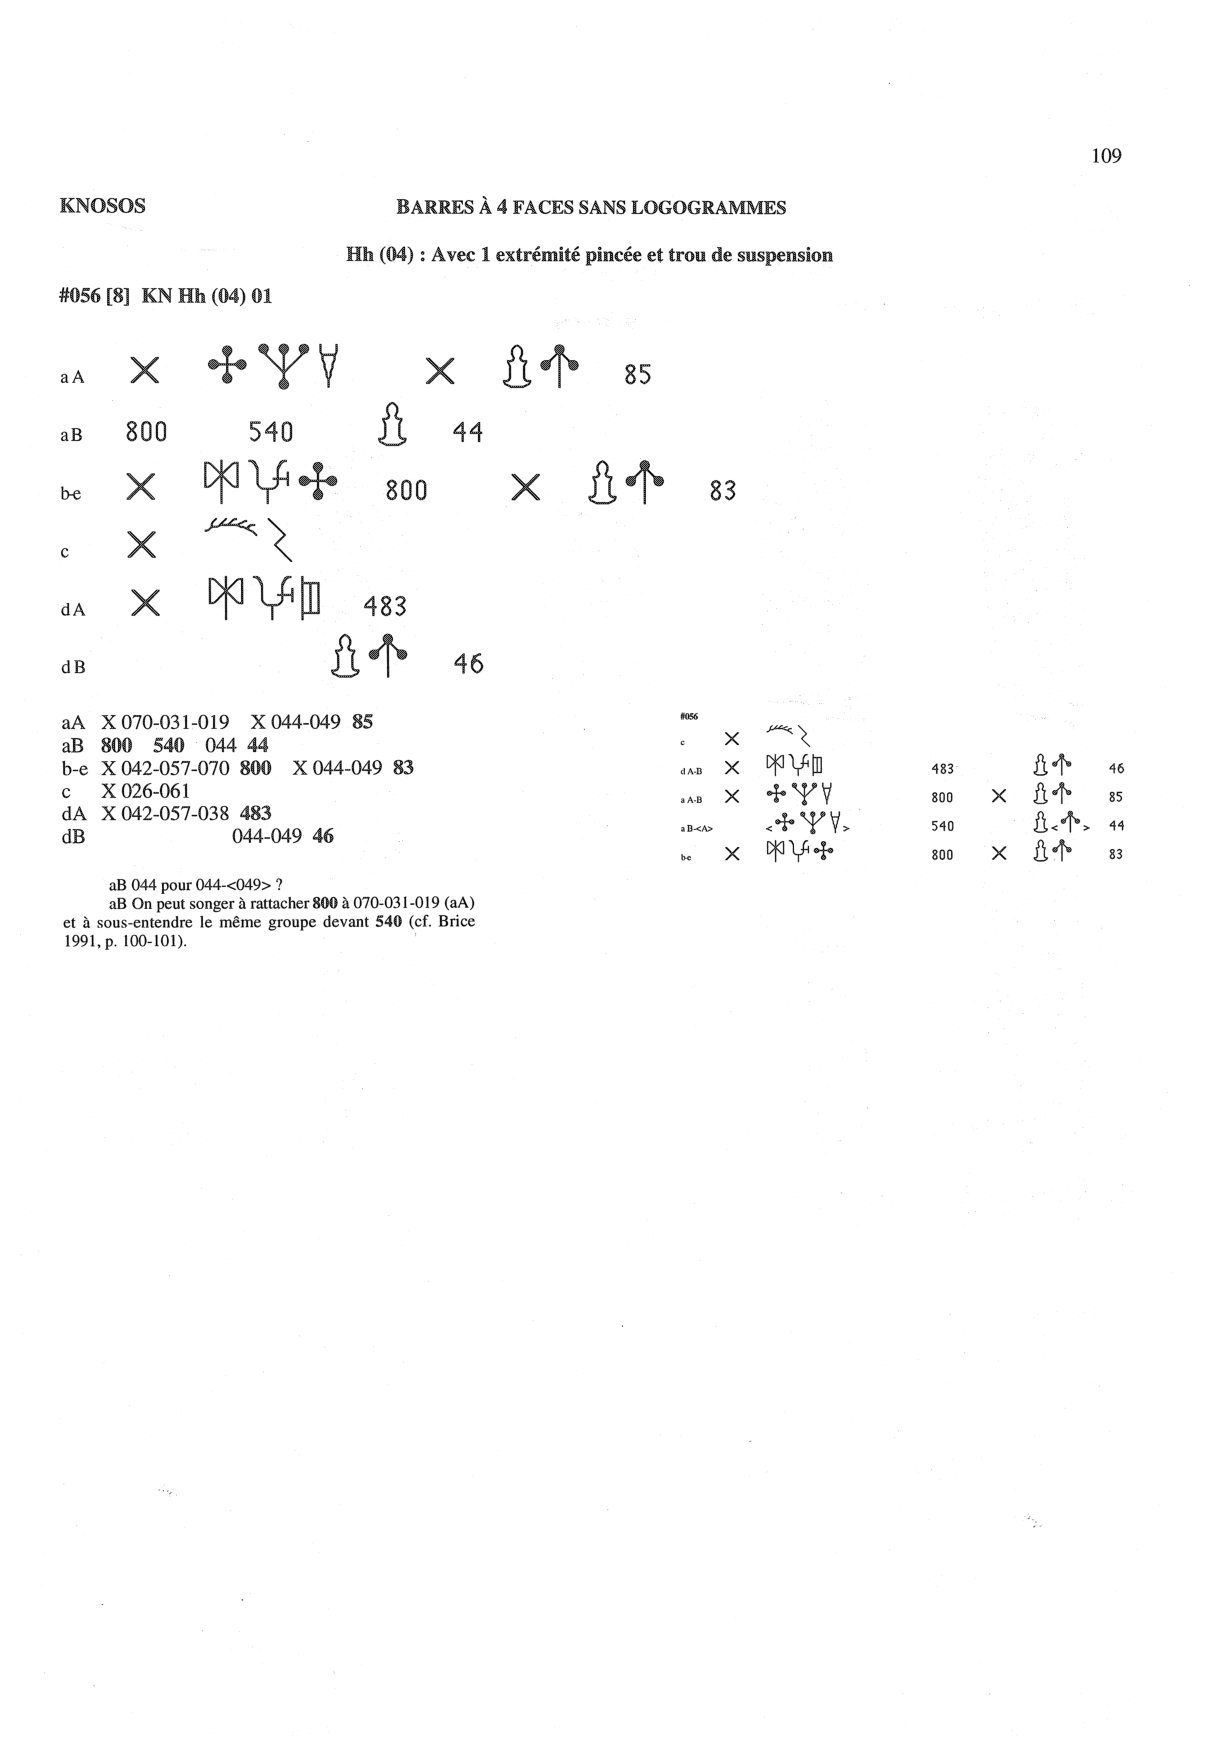 109
KNOSOS BARRES À 4 FACES SANS LOGOGRAMMES
Hh (04) : Avec 1 extrémité pincée et trou de suspension
#056 [8] KN Hh (04) 01
aA X 85
aB 800 540 44
b-e X 800 X 83
c X
dA X 483
dB 46
aA X 070-031-019 X 044-049 85
aB 800 540 044 44
b-e X 042-057-070 800 X 044-049 83
c X 026-061
dA X 042-057-038 483
dB 044-049 46
aB 044 pour 044-<049> ?
aB On peut songer à rattacher 800 à 070-031-019 (aA)
et à sous-entendre le même groupe devant 540 (cf. Brice
1991, p. 100-101).
#056
c X
d A-B X 483 46
a A-B X 800 X 85
a B-<A> < > 540 < > 44
b-e X 800 X 83